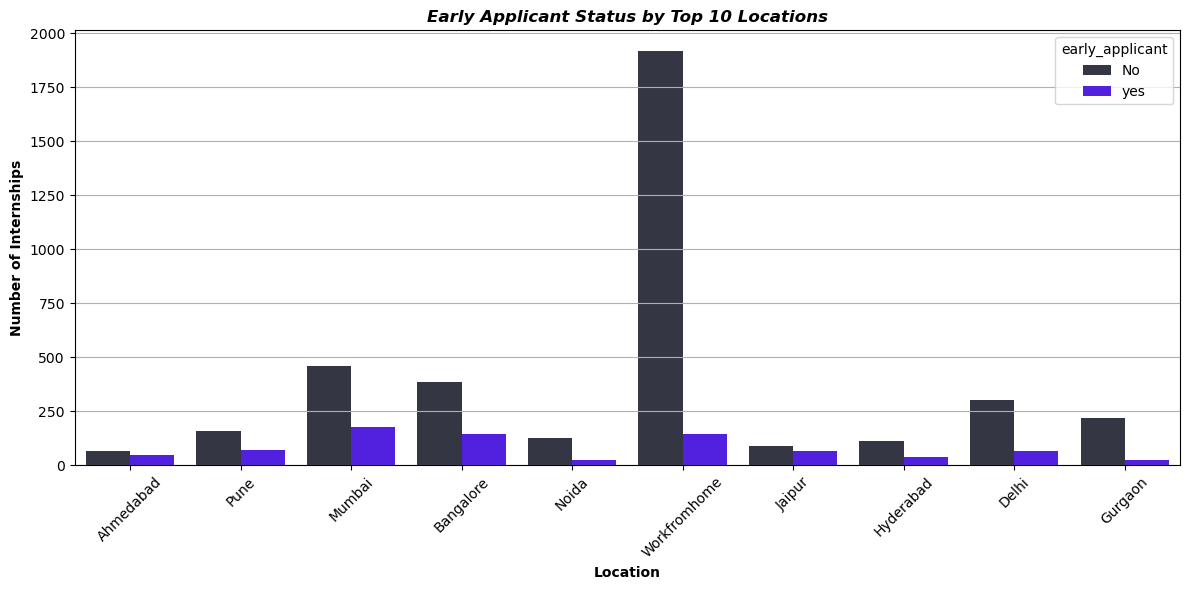 Early Applicant Status by Top 10 Locations
early_applicant
No
yes
Number of Internships
2000
1750
1500
1250
1000
750
500
250
0
Ahmedabad
Pune
Mumbai
Bangalore
Noida
Workfromhome
Jaipur
Hyderabad
Delhi
Gurgaon
Location